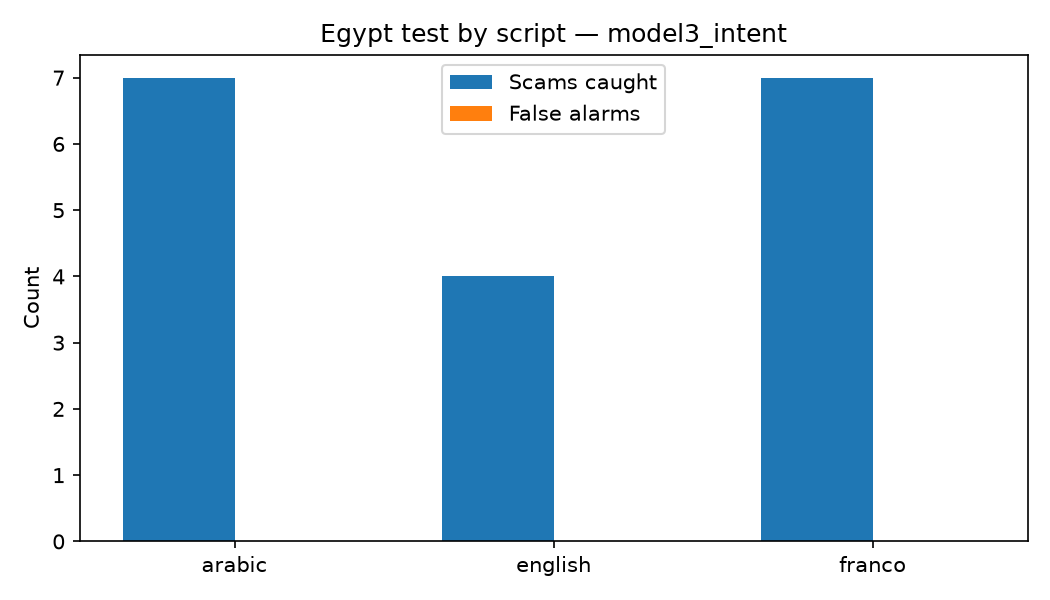 Egypt test by script — model3_intent
Scams caught
False alarms
Count
7
6
5
4
3
2
1
0
arabic
english
franco